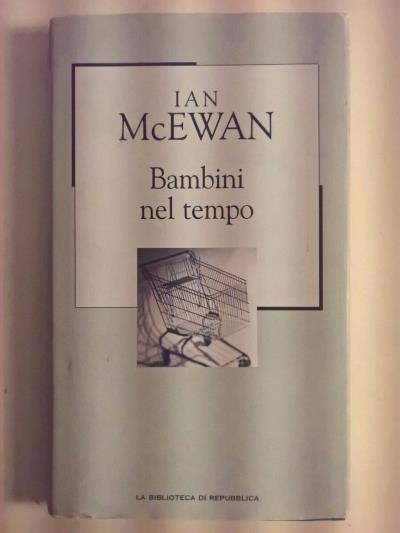 IAN
McEWAN
Bambini
nel tempo
LA BIBLIOTECA DI REPUBBLICA